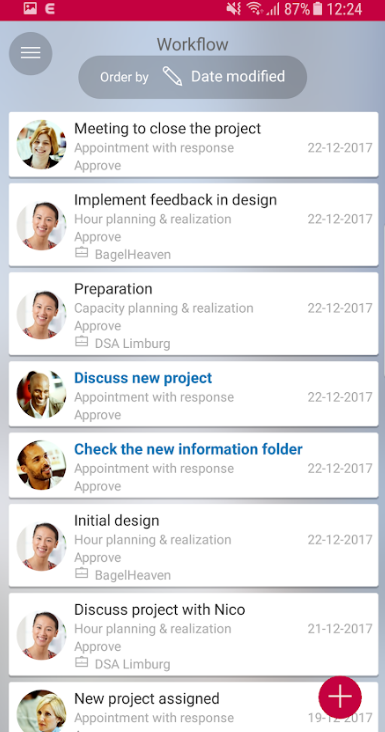 87% 12:24
Workflow
Order by Date modified
Meeting to close the project
Appointment with response 22-12-2017
Approve
Implement feedback in design
Hour planning & realization 22-12-2017
Approve
BagelHeaven
Preparation
Capacity planning & realization 22-12-2017
Approve
DSA Limburg
Discuss new project
Appointment with response 22-12-2017
Approve
Check the new information folder
Appointment with response 22-12-2017
Approve
Initial design
Hour planning & realization 22-12-2017
Approve
BagelHeaven
Discuss project with Nico
Hour planning & realization 21-12-2017
Approve
DSA Limburg
New project assigned
Appointment with response 19-12-2017